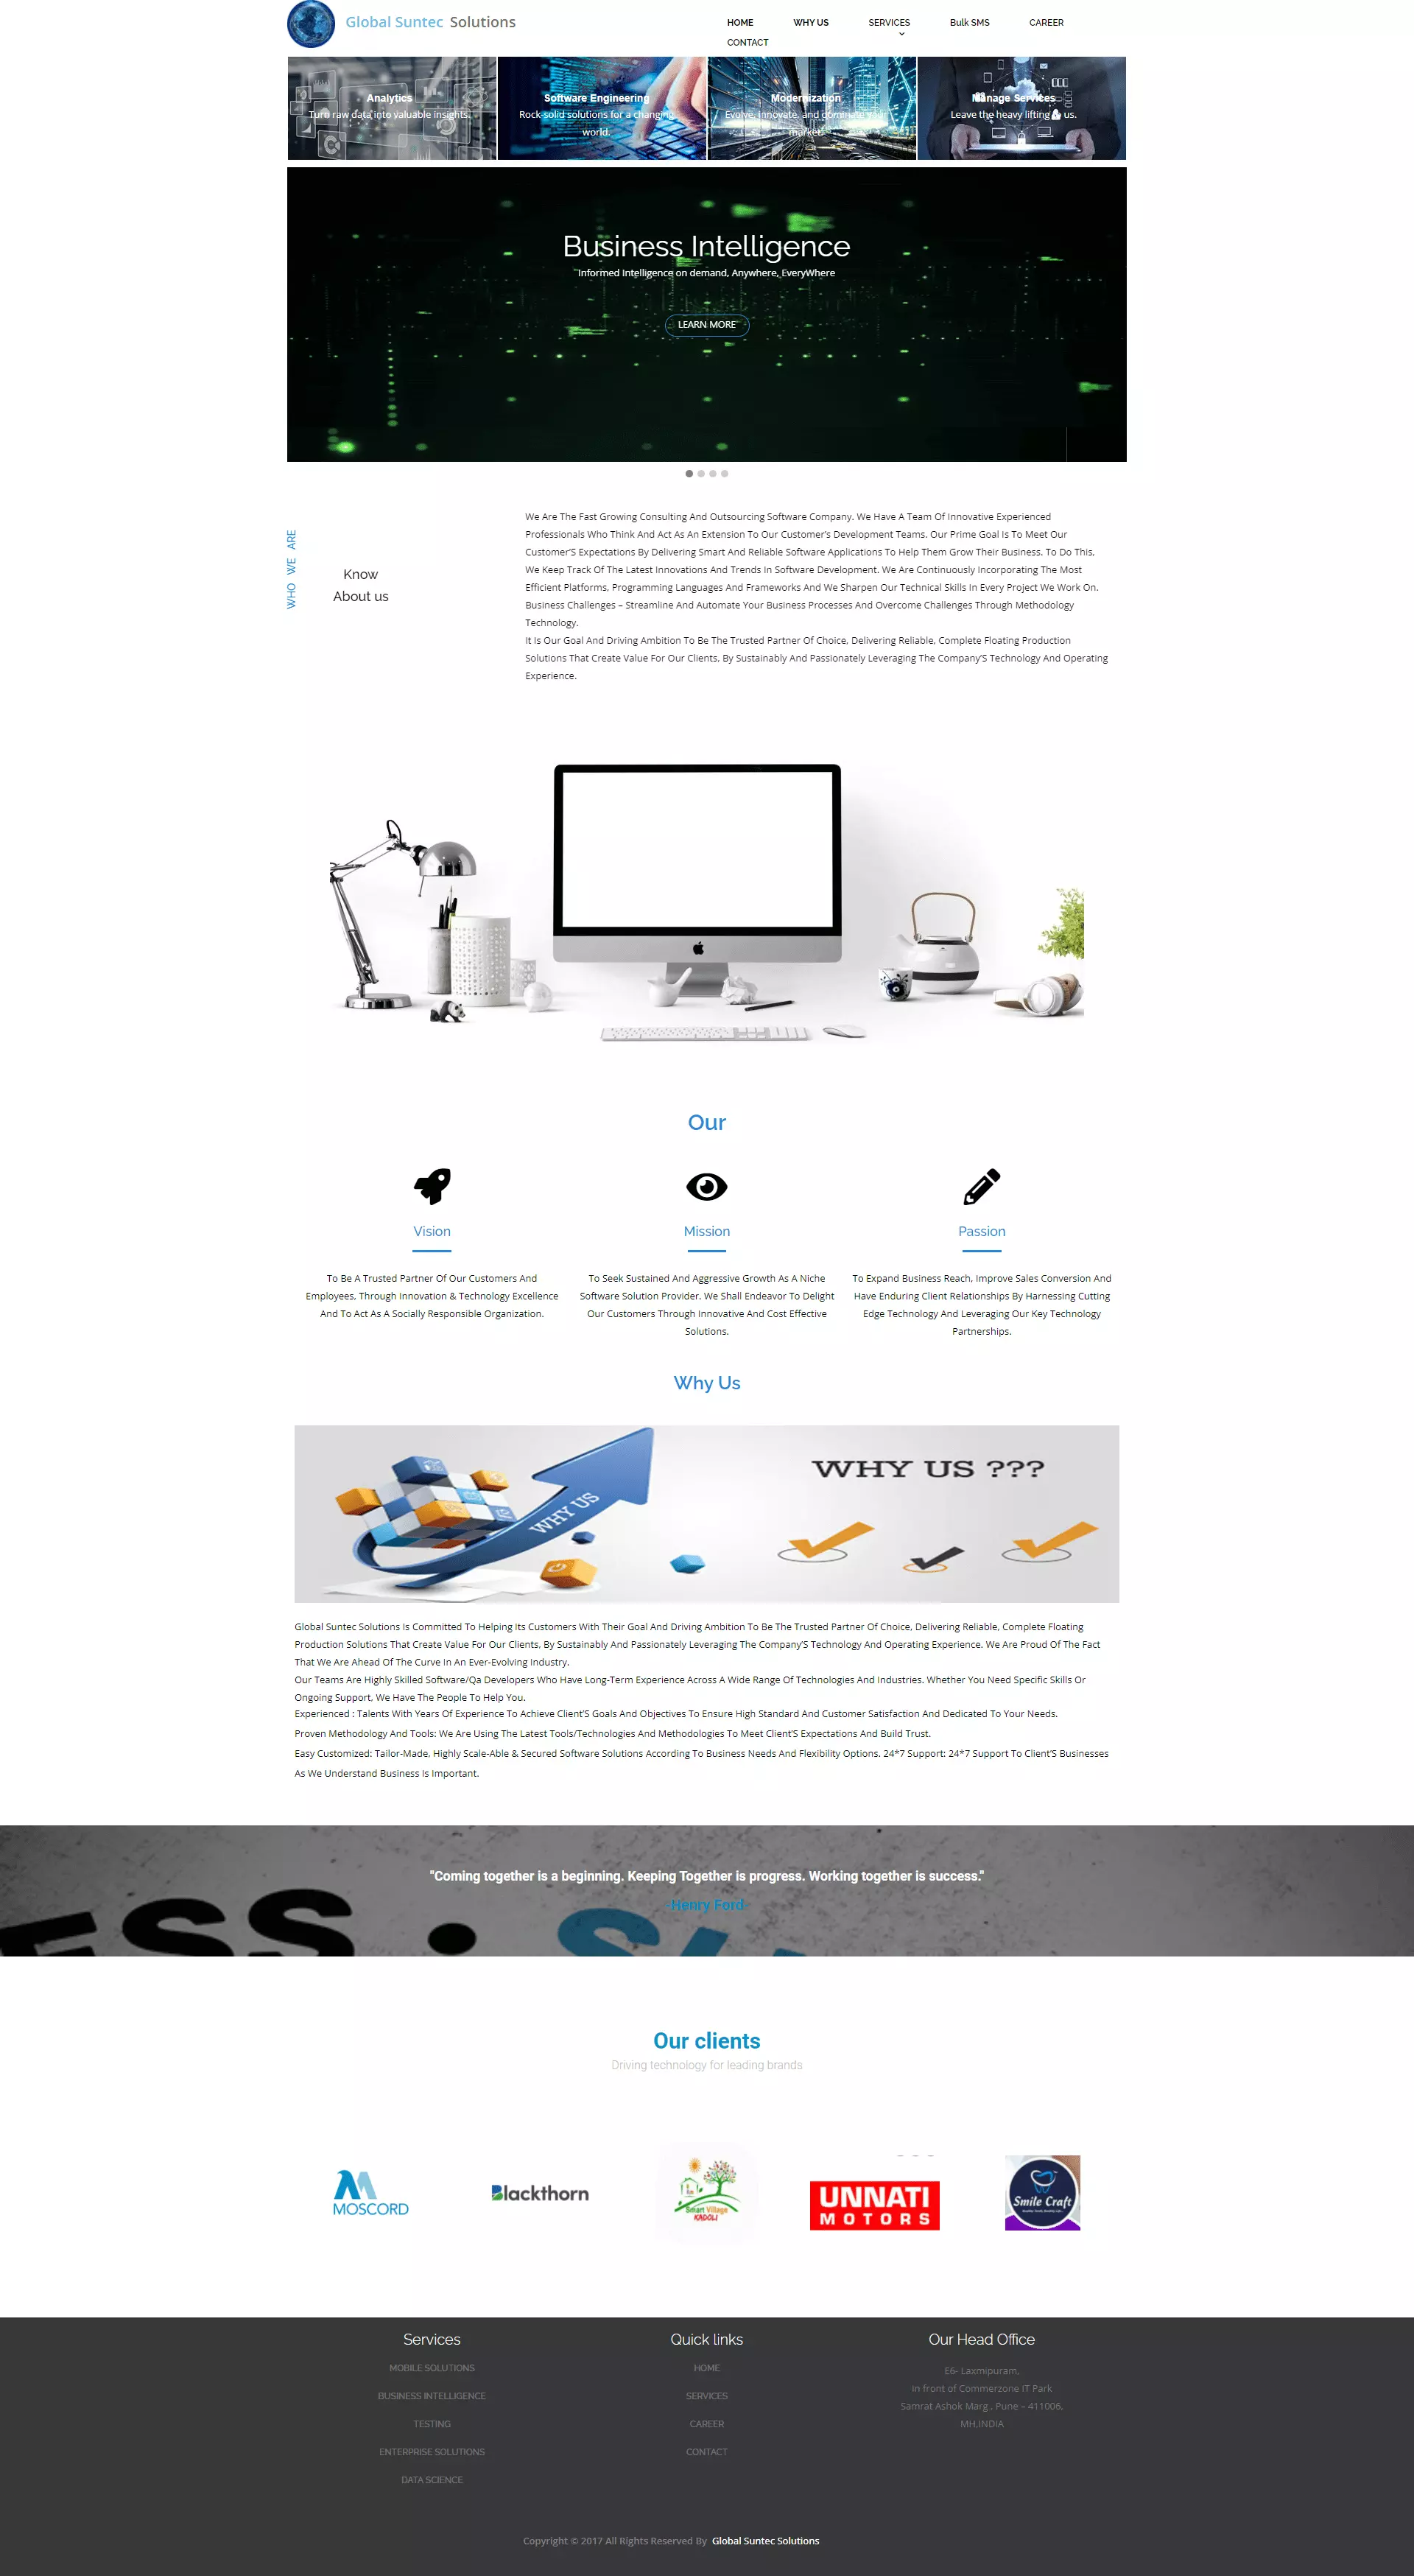 Global Suntec Solutions
HOME WHY US SERVICES Bulk SMS CAREER
CONTACT
Analytics
Turn raw data into valuable insights.
Software Engineering
Rock-solid solutions for a changing
world.
Modernization
Evolve, innovate, and dominate your
market.
Manage Services
Leave the heavy lifting to us.
Business Intelligence
Informed Intelligence on demand, Anywhere, EveryWhere
LEARN MORE
WHO WE ARE
Know
About us
We Are The Fast Growing Consulting And Outsourcing Software Company. We Have A Team Of Innovative Experienced
Professionals Who Think And Act As An Extension To Our Customer's Development Teams. Our Prime Goal Is To Meet Our
Customer'S Expectations By Delivering Smart And Reliable Software Applications To Help Them Grow Their Business. To Do This,
We Keep Track Of The Latest Innovations And Trends In Software Development. We Are Continuously Incorporating The Most
Efficient Platforms, Programming Languages And Frameworks And We Sharpen Our Technical Skills In Every Project We Work On.
Business Challenges – Streamline And Automate Your Business Processes And Overcome Challenges Through Methodology
Technology.
It Is Our Goal And Driving Ambition To Be The Trusted Partner Of Choice, Delivering Reliable, Complete Floating Production
Solutions That Create Value For Our Clients, By Sustainably And Passionately Leveraging The Company'S Technology And Operating
Experience.
Our
Vision
To Be A Trusted Partner Of Our Customers And
Employees, Through Innovation & Technology Excellence
And To Act As A Socially Responsible Organization.
Mission
To Seek Sustained And Aggressive Growth As A Niche
Software Solution Provider. We Shall Endeavor To Delight
Our Customers Through Innovative And Cost Effective
Solutions.
Passion
To Expand Business Reach, Improve Sales Conversion And
Have Enduring Client Relationships By Harnessing Cutting
Edge Technology And Leveraging Our Key Technology
Partnerships.
Why Us
WHY US
WHY US ???
Global Suntec Solutions Is Committed To Helping Its Customers With Their Goal And Driving Ambition To Be The Trusted Partner Of Choice, Delivering Reliable, Complete Floating
Production Solutions That Create Value For Our Clients, By Sustainably And Passionately Leveraging The Company'S Technology And Operating Experience. We Are Proud Of The Fact
That We Are Ahead Of The Curve In An Ever-Evolving Industry.
Our Teams Are Highly Skilled Software/Qa Developers Who Have Long-Term Experience Across A Wide Range Of Technologies And Industries. Whether You Need Specific Skills Or
Ongoing Support, We Have The People To Help You.
Experienced : Talents With Years Of Experience To Achieve Client'S Goals And Objectives To Ensure High Standard And Customer Satisfaction And Dedicated To Your Needs.
Proven Methodology And Tools: We Are Using The Latest Tools/Technologies And Methodologies To Meet Client'S Expectations And Build Trust.
Easy Customized: Tailor-Made, Highly Scale-Able & Secured Software Solutions According To Business Needs And Flexibility Options. 24*7 Support: 24*7 Support To Client'S Businesses
As We Understand Business Is Important.
"Coming together is a beginning. Keeping Together is progress. Working together is success."
-Henry Ford-
ESS
Our clients
Driving technology for leading brands
MOSCORD
Blackthorn
Smart Village
KADOLI
UNNATI
MOTORS
Smile Craft
Services
MOBILE SOLUTIONS
BUSINESS INTELLIGENCE
TESTING
ENTERPRISE SOLUTIONS
DATA SCIENCE
Quick links
HOME
SERVICES
CAREER
CONTACT
Our Head Office
E6- Laxmipuram,
In front of Commerzone IT Park
Samrat Ashok Marg , Pune – 411006,
MH,INDIA
Copyright © 2017 All Rights Reserved By Global Suntec Solutions